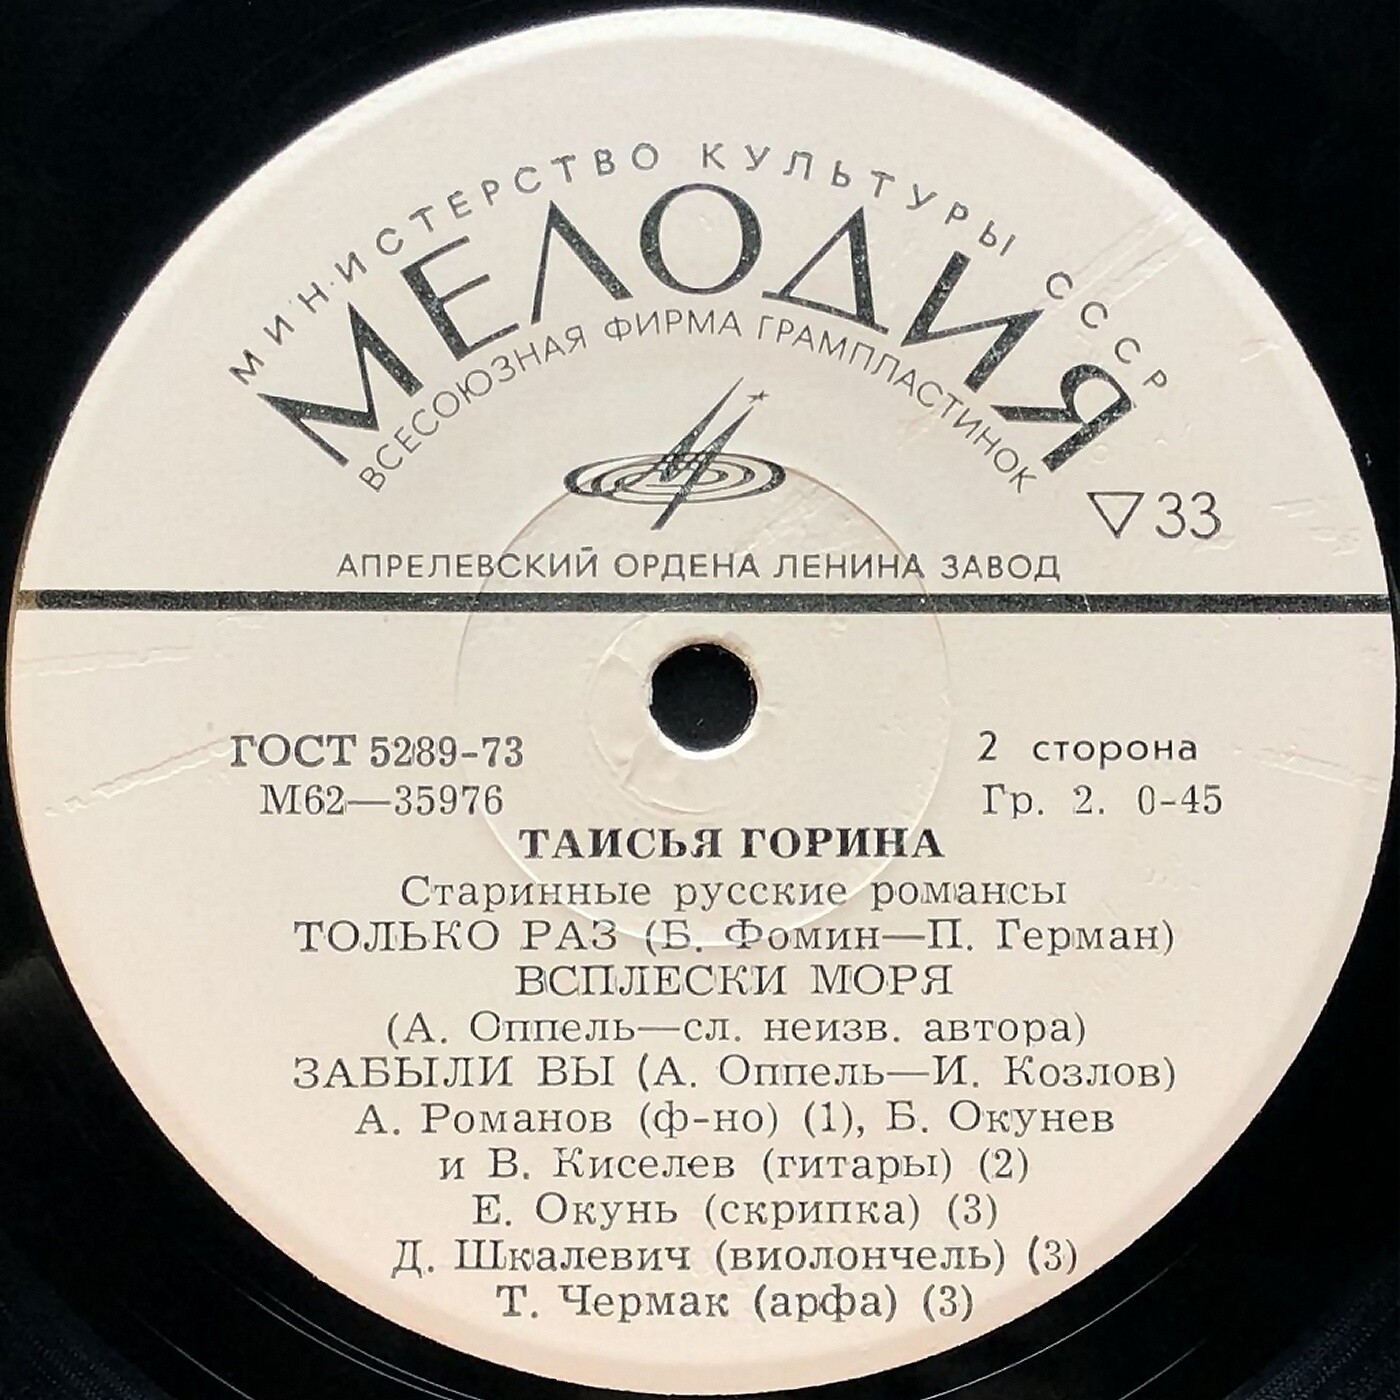 МИНИСТЕРСТВО КУЛЬТУРЫ СССР
МЕЛОДИЯ
ВСЕСОЮЗНАЯ ФИРМА ГРАМПЛАСТИНОК
33
АПРЕЛЕВСКИЙ ОРДЕНА ЛЕНИНА ЗАВОД
ГОСТ 5289-73
М62—35976
2 сторона
Гр. 2. 0-45
ТАИСЬЯ ГОРИНА
Старинные русские романсы
ТОЛЬКО РАЗ (Б. Фомин—П. Герман)
ВСПЛЕСКИ МОРЯ
(А. Оппель—сл. неизв. автора)
ЗАБЫЛИ ВЫ (А. Оппель—И. Козлов)
А. Романов (ф-но) (1), Б. Окунев
и В. Киселев (гитары) (2)
Е. Окунь (скрипка) (3)
Д. Шкалевич (виолончель) (3)
Т. Чермак (арфа) (3)